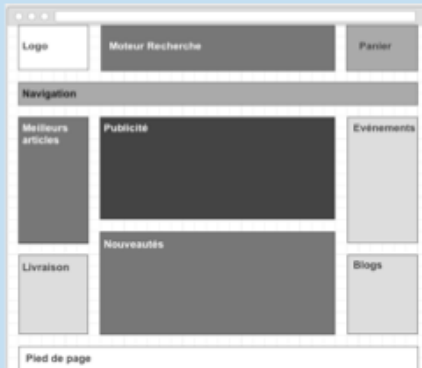 Logo
Moteur Recherche
Panier
Navigation
Meilleurs
articles
Publicité
Evénements
Nouveautés
Livraison
Blogs
Pied de page